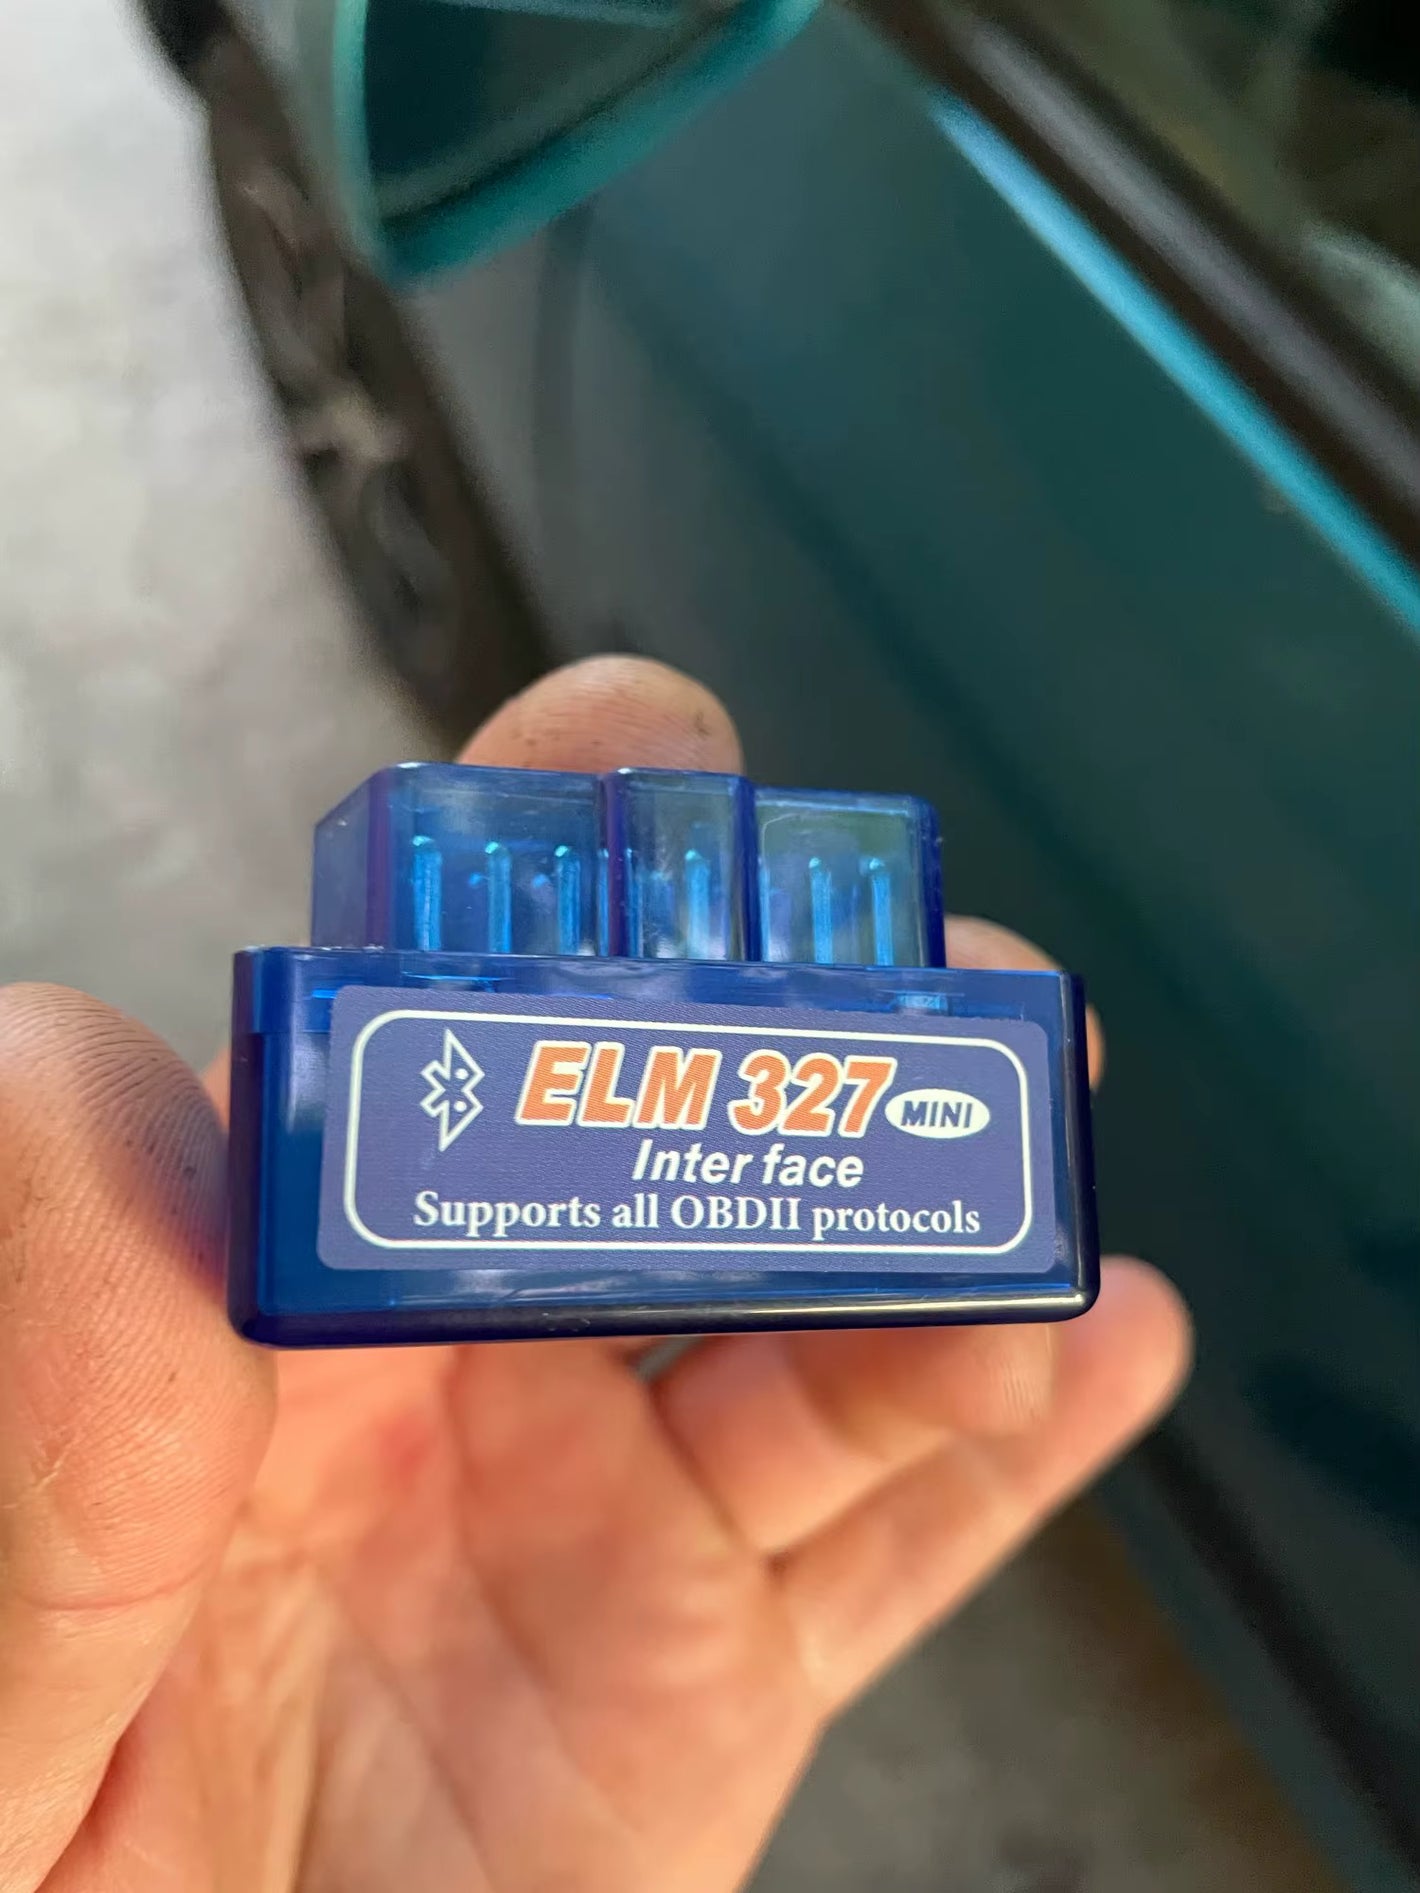 ELM 327 MINI
Inter face
Supports all OBDII protocols